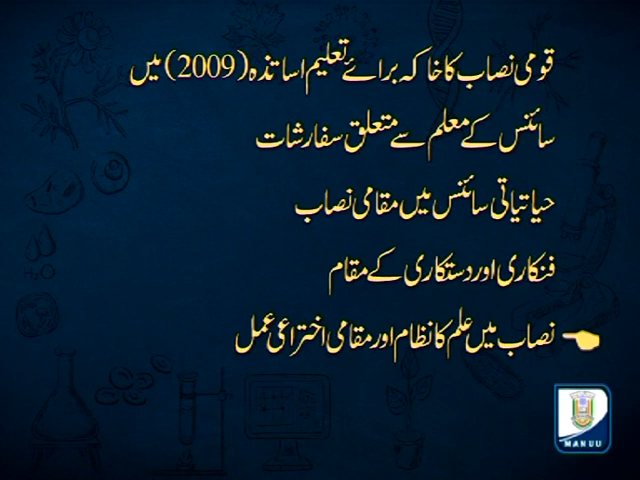 قومی نصاب کا خاکہ برائے تعلیم اساتذہ (2009) میں
سائنس کے معلم سے متعلق سفارشات
حیاتیاتی سائنس میں مقامی نصاب
فنکاری اور دستکاری کے مقام
نصاب میں علم کا نظام اور مقامی اختراعی عمل
H₂O
MANUU